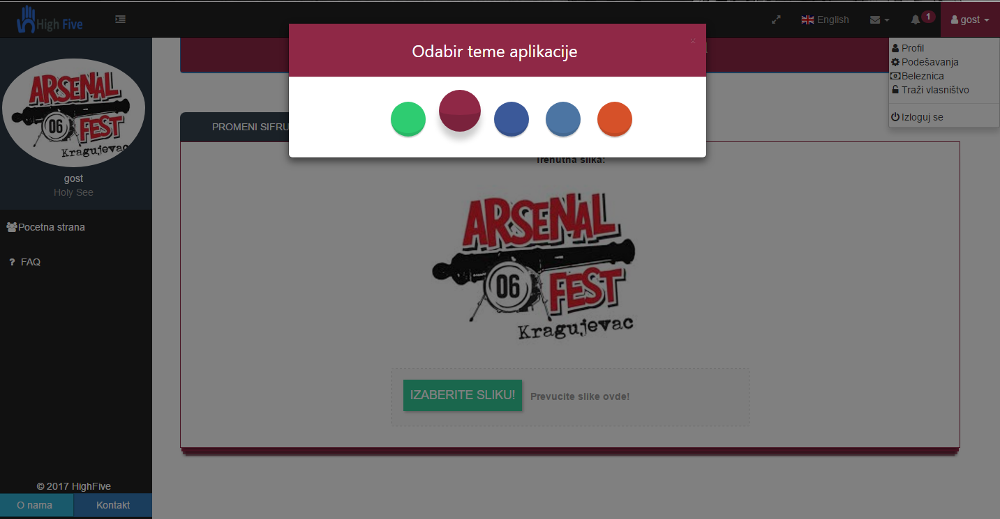 High Five
English
1
gost
Odabir teme aplikacije
×
Profil
Podešavanja
Beleznica
Traži vlasništvo
Izloguj se
ARSENAL
06 FEST
Kragujevac
gost
Holy See
Pocetna strana
? FAQ
PROMENI SIFRU
Trenutna slika:
ARSENAL
06 FEST
Kragujevac
IZABERITE SLIKU!
Prevucite slike ovde!
© 2017 HighFive
O nama
Kontakt